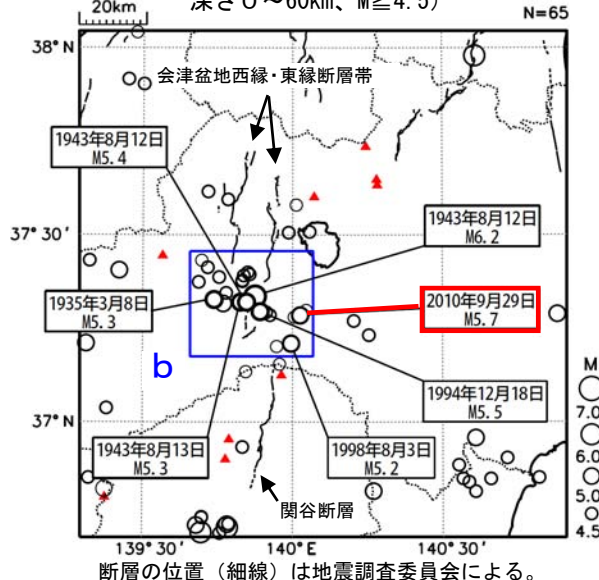 20km
深さ0～60km、M≧4.5)
N=65
38°N
会津盆地西縁・東縁断層帯
1943年8月12日
M5.4
37°30′
1943年8月12日
M6.2
1935年3月8日
M5.3
2010年9月29日
M5.7
b
1994年12月18日
M5.5
M
7.0
6.0
5.0
4.5
37°N
1943年8月13日
M5.3
1998年8月3日
M5.2
関谷断層
139°30′
140°E
140°30′
断層の位置（細線）は地震調査委員会による。